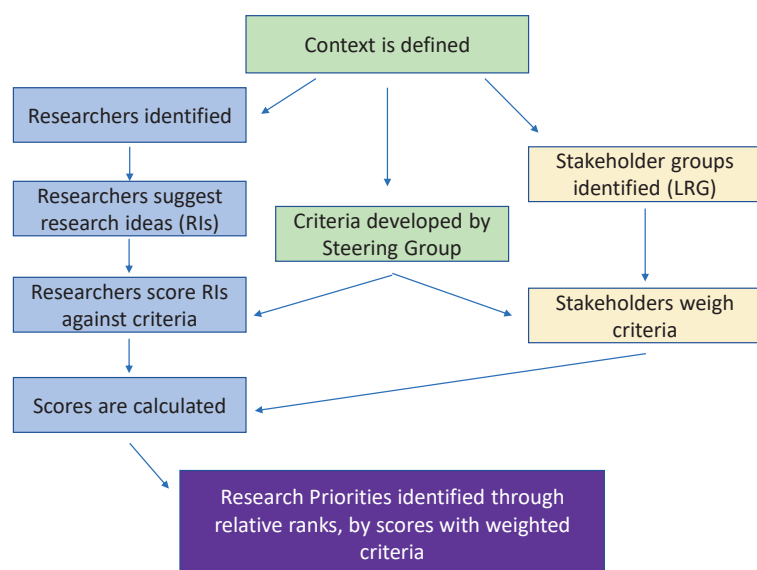 Context is defined
Researchers identified
Stakeholder groups
identified (LRG)
Researchers suggest
research ideas (RIs)
Criteria developed by
Steering Group
Researchers score RIs
against criteria
Stakeholders weigh
criteria
Scores are calculated
Research Priorities identified through
relative ranks, by scores with weighted
criteria